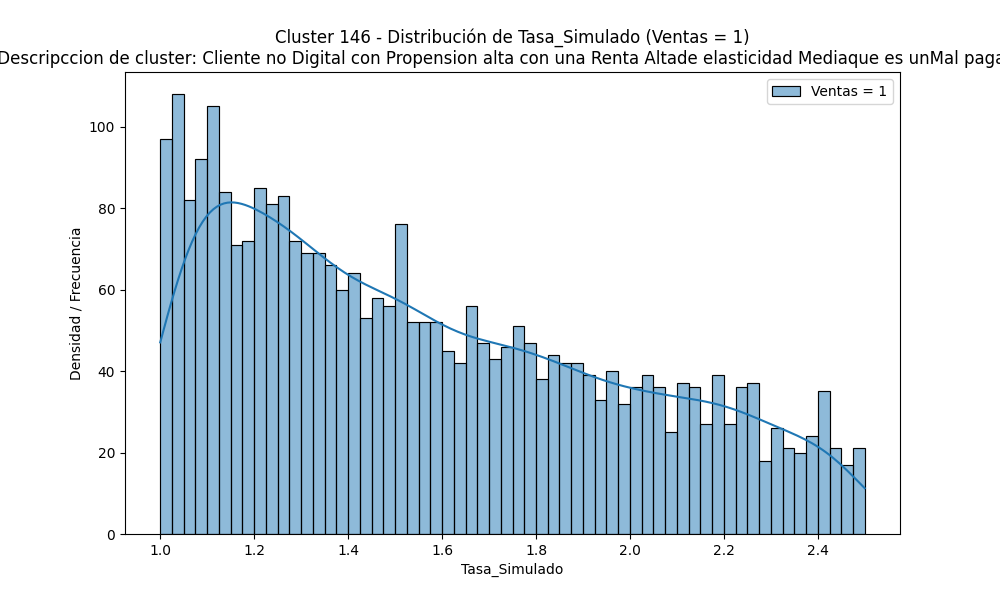 Cluster 146 - Distribución de Tasa_Simulado (Ventas = 1)
Descripccion de cluster: Cliente no Digital con Propension alta con una Renta Altade elasticidad Mediaque es unMal paga
Ventas = 1
100
80
60
40
20
0
Densidad / Frecuencia
1.0 1.2 1.4 1.6 1.8 2.0 2.2 2.4
Tasa_Simulado